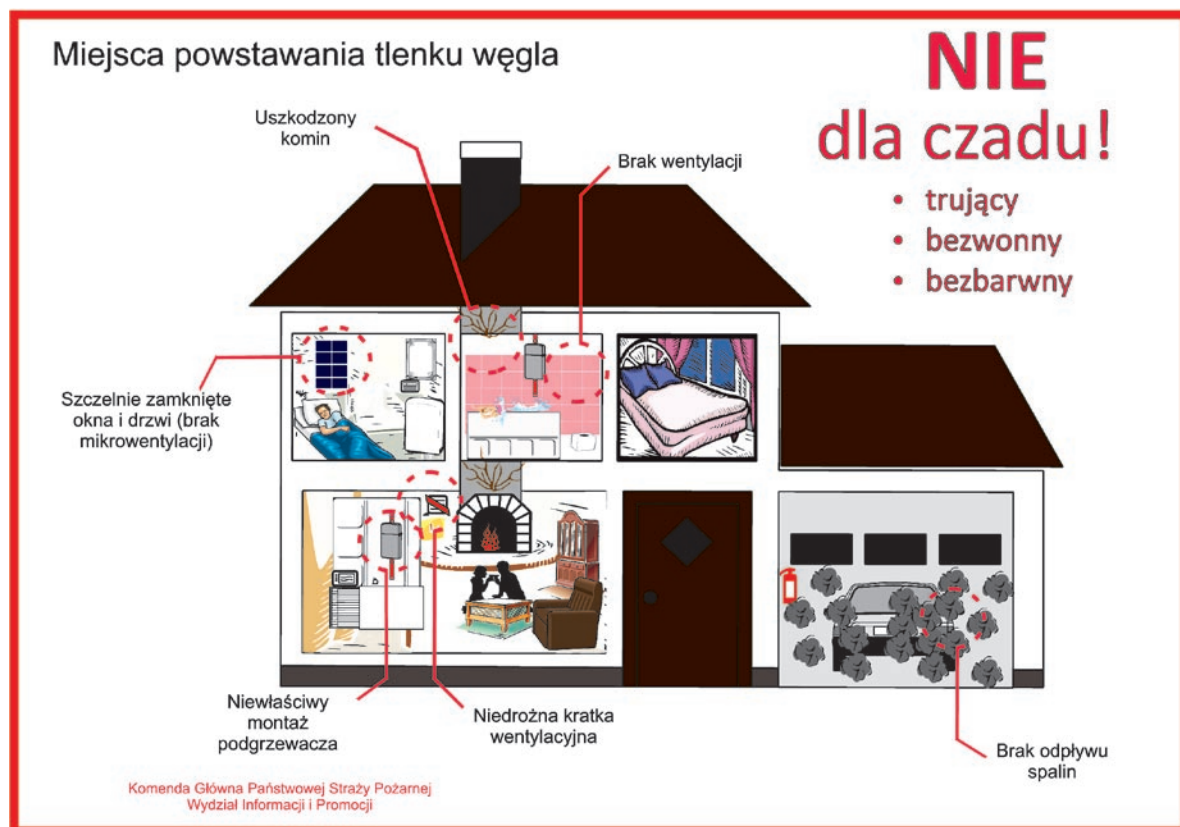 Miejsca powstawania tlenku węgla
NIE
dla czadu!
• trujący
• bezwonny
• bezbarwny
Uszkodzony
komin
Brak wentylacji
Szczelnie zamknięte
okna i drzwi (brak
mikrowentylacji)
Niewłaściwy
montaż
podgrzewacza
Niedrożna kratka
wentylacyjna
Brak odpływu
spalin
Komenda Główna Państwowej Straży Pożarnej
Wydział Informacji i Promocji